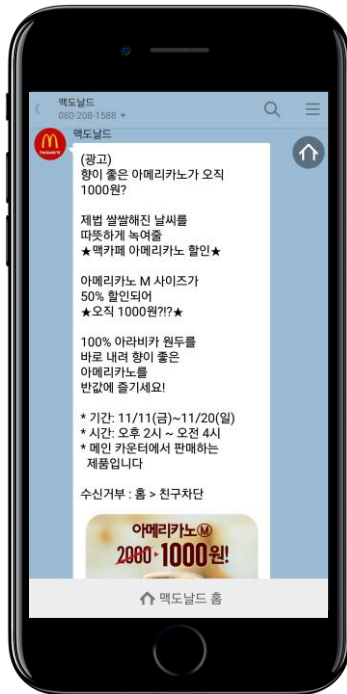 맥도날드
080-208-1588
맥도날드
(광고)
향이 좋은 아메리카노가 오직
1000원?
제법 쌀쌀해진 날씨를
따뜻하게 녹여줄
★맥카페 아메리카노 할인★
아메리카노 M 사이즈가
50% 할인되어
★오직 1000원?!?★
100% 아라비카 원두를
바로 내려 향이 좋은
아메리카노를
반값에 즐기세요!
* 기간: 11/11(금)~11/20(일)
* 시간: 오후 2시 ~ 오전 4시
* 메인 카운터에서 판매하는
제품입니다
수신거부 : 홈 > 친구차단
아메리카노Ⓜ
2000 1000원!
맥도날드 홈